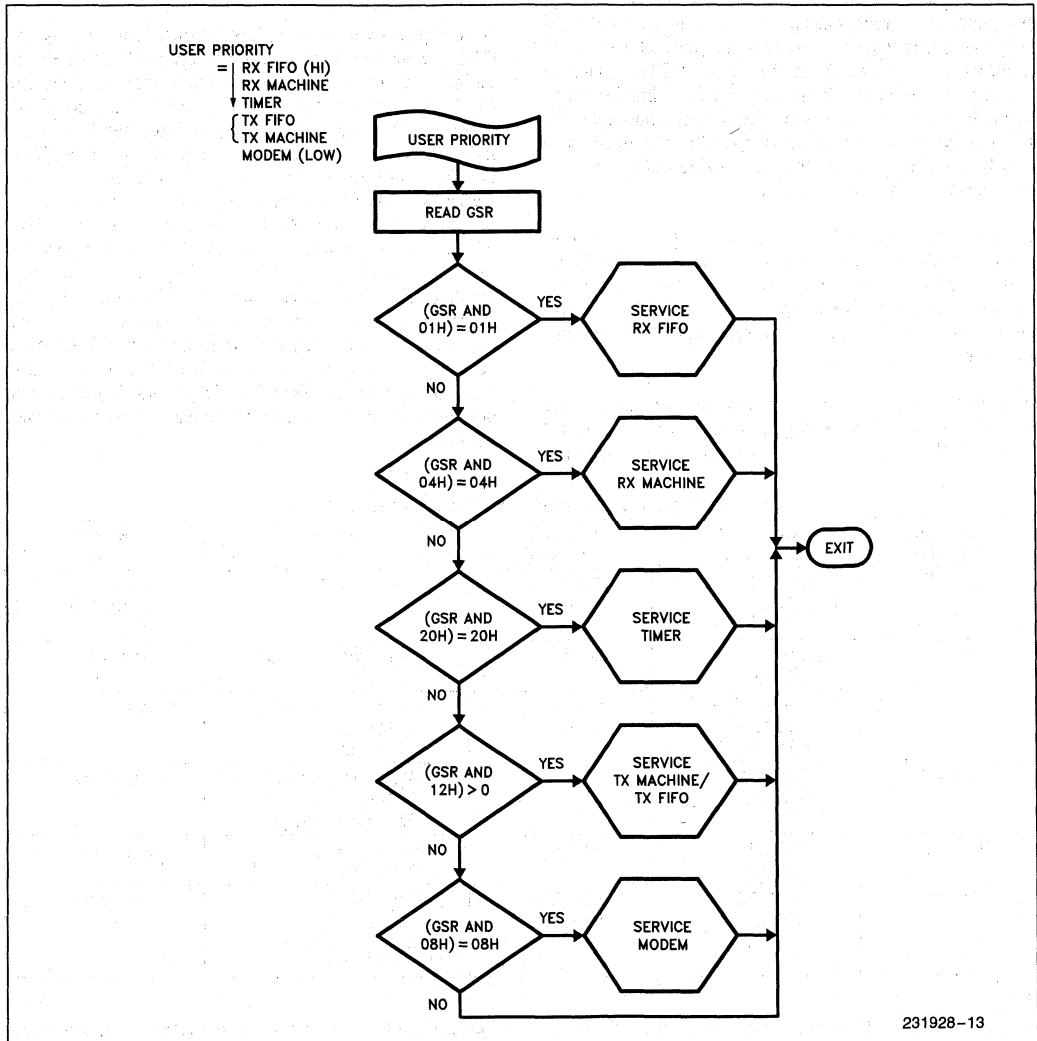 USER PRIORITY
= RX FIFO (HI)
RX MACHINE
TIMER
TX FIFO
TX MACHINE
MODEM (LOW)
USER PRIORITY
READ GSR
(GSR AND
01H) = 01H
YES
SERVICE
RX FIFO
NO
(GSR AND
04H) = 04H
YES
SERVICE
RX MACHINE
NO
EXIT
(GSR AND
20H) = 20H
YES
SERVICE
TIMER
NO
(GSR AND
12H) > 0
YES
SERVICE
TX MACHINE/
TX FIFO
NO
(GSR AND
08H) = 08H
YES
SERVICE
MODEM
NO
231928-13